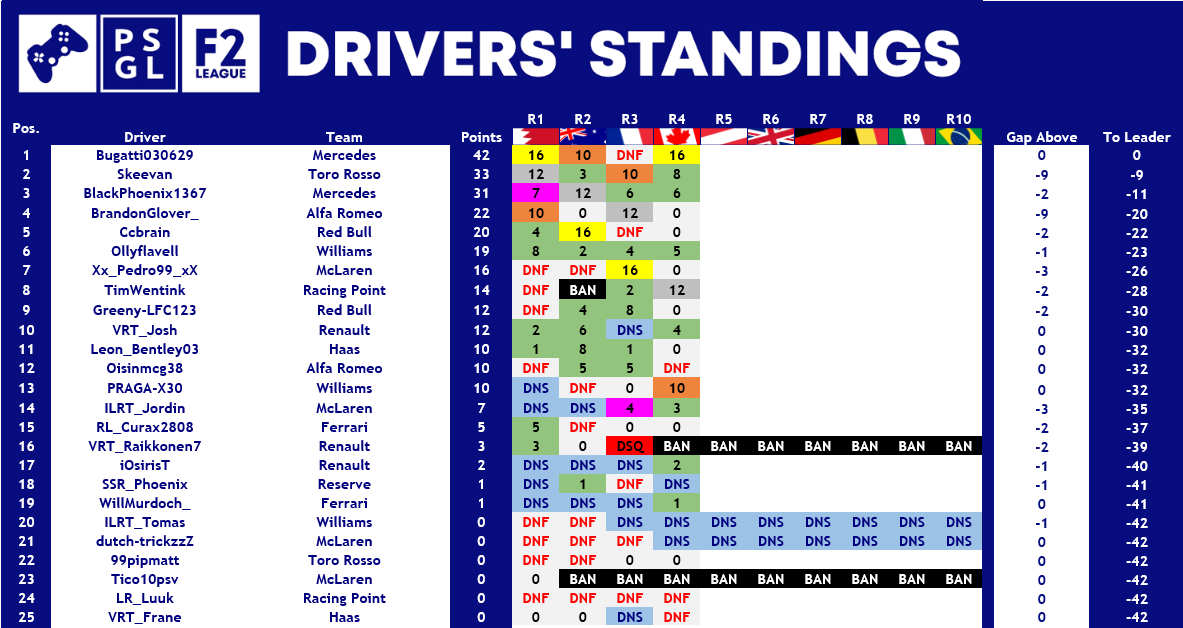 PS GL F2 LEAGUE DRIVERS' STANDINGS
Pos. Driver Team Points R1 R2 R3 R4 R5 R6 R7 R8 R9 R10 Gap Above To Leader
1 Bugatti030629 Mercedes 42 16 10 DNF 16 0 0
2 Skeevan Toro Rosso 33 12 3 10 8 -9 -9
3 BlackPhoenix1367 Mercedes 31 7 12 6 6 -2 -11
4 BrandonGlover_ Alfa Romeo 22 10 0 12 0 -9 -20
5 Ccbrain Red Bull 20 4 16 DNF 0 -2 -22
6 Ollyflavell Williams 19 8 2 4 5 -1 -23
7 Xx_Pedro99_xX McLaren 16 DNF DNF 16 0 -3 -26
8 TimWentink Racing Point 14 DNF BAN 2 12 -2 -28
9 Greeny-LFC123 Red Bull 12 DNF 4 8 0 -2 -30
10 VRT_Josh Renault 12 2 6 DNS 4 0 -30
11 Leon_Bentley03 Haas 10 1 8 1 0 0 -32
12 Oisinmcg38 Alfa Romeo 10 DNF 5 5 DNF 0 -32
13 PRAGA-X30 Williams 10 DNS DNF 0 10 0 -32
14 ILRT_Jordin McLaren 7 DNS DNS 4 3 -3 -35
15 RL_Curax2808 Ferrari 5 5 DNF 0 0 -2 -37
16 VRT_Raikkonen7 Renault 3 3 0 DSQ BAN BAN BAN BAN BAN BAN BAN -2 -39
17 iOsirisT Renault 2 DNS DNS DNS 2 -1 -40
18 SSR_Phoenix Reserve 1 DNS 1 DNF DNS -1 -41
19 WillMurdoch_ Ferrari 1 DNS DNS DNS 1 0 -41
20 ILRT_Tomas Williams 0 DNF DNF DNS DNS DNS DNS DNS DNS DNS DNS -1 -42
21 dutch-trickzzZ McLaren 0 DNF DNF DNF DNS DNS DNS DNS DNS DNS DNS 0 -42
22 99pipmatt Toro Rosso 0 DNF DNF 0 0 0 -42
23 Tico10psv McLaren 0 0 BAN BAN BAN BAN BAN BAN BAN BAN BAN 0 -42
24 LR_Luuk Racing Point 0 DNF DNF DNF DNF 0 -42
25 VRT_Frane Haas 0 0 0 DNS DNF 0 -42